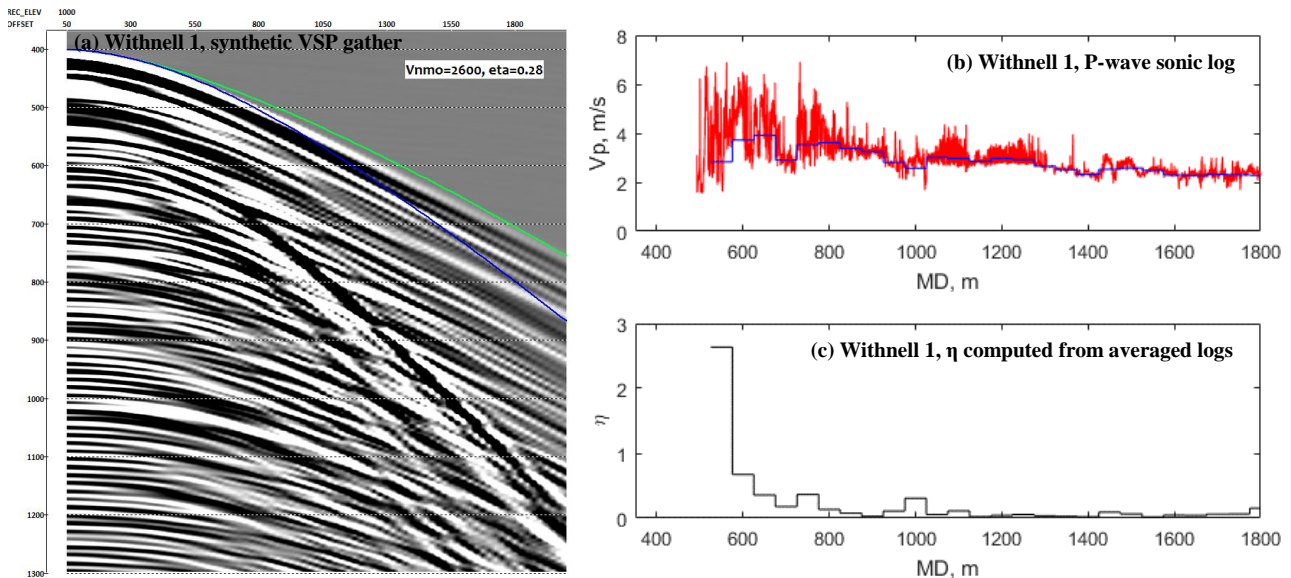 REC_ELEV 1000
OFFSET 50 300 550 800 1050 1300 1550 1800
(a) Withnell 1, synthetic VSP gather
Vnmo=2600, eta=0.28
400
500
600
700
800
900
1000
1100
1200
1300
(b) Withnell 1, P-wave sonic log
Vp, m/s
8
6
4
2
0
400 600 800 1000 1200 1400 1600 1800
MD, m
(c) Withnell 1, η computed from averaged logs
η
3
2
1
0
400 600 800 1000 1200 1400 1600 1800
MD, m